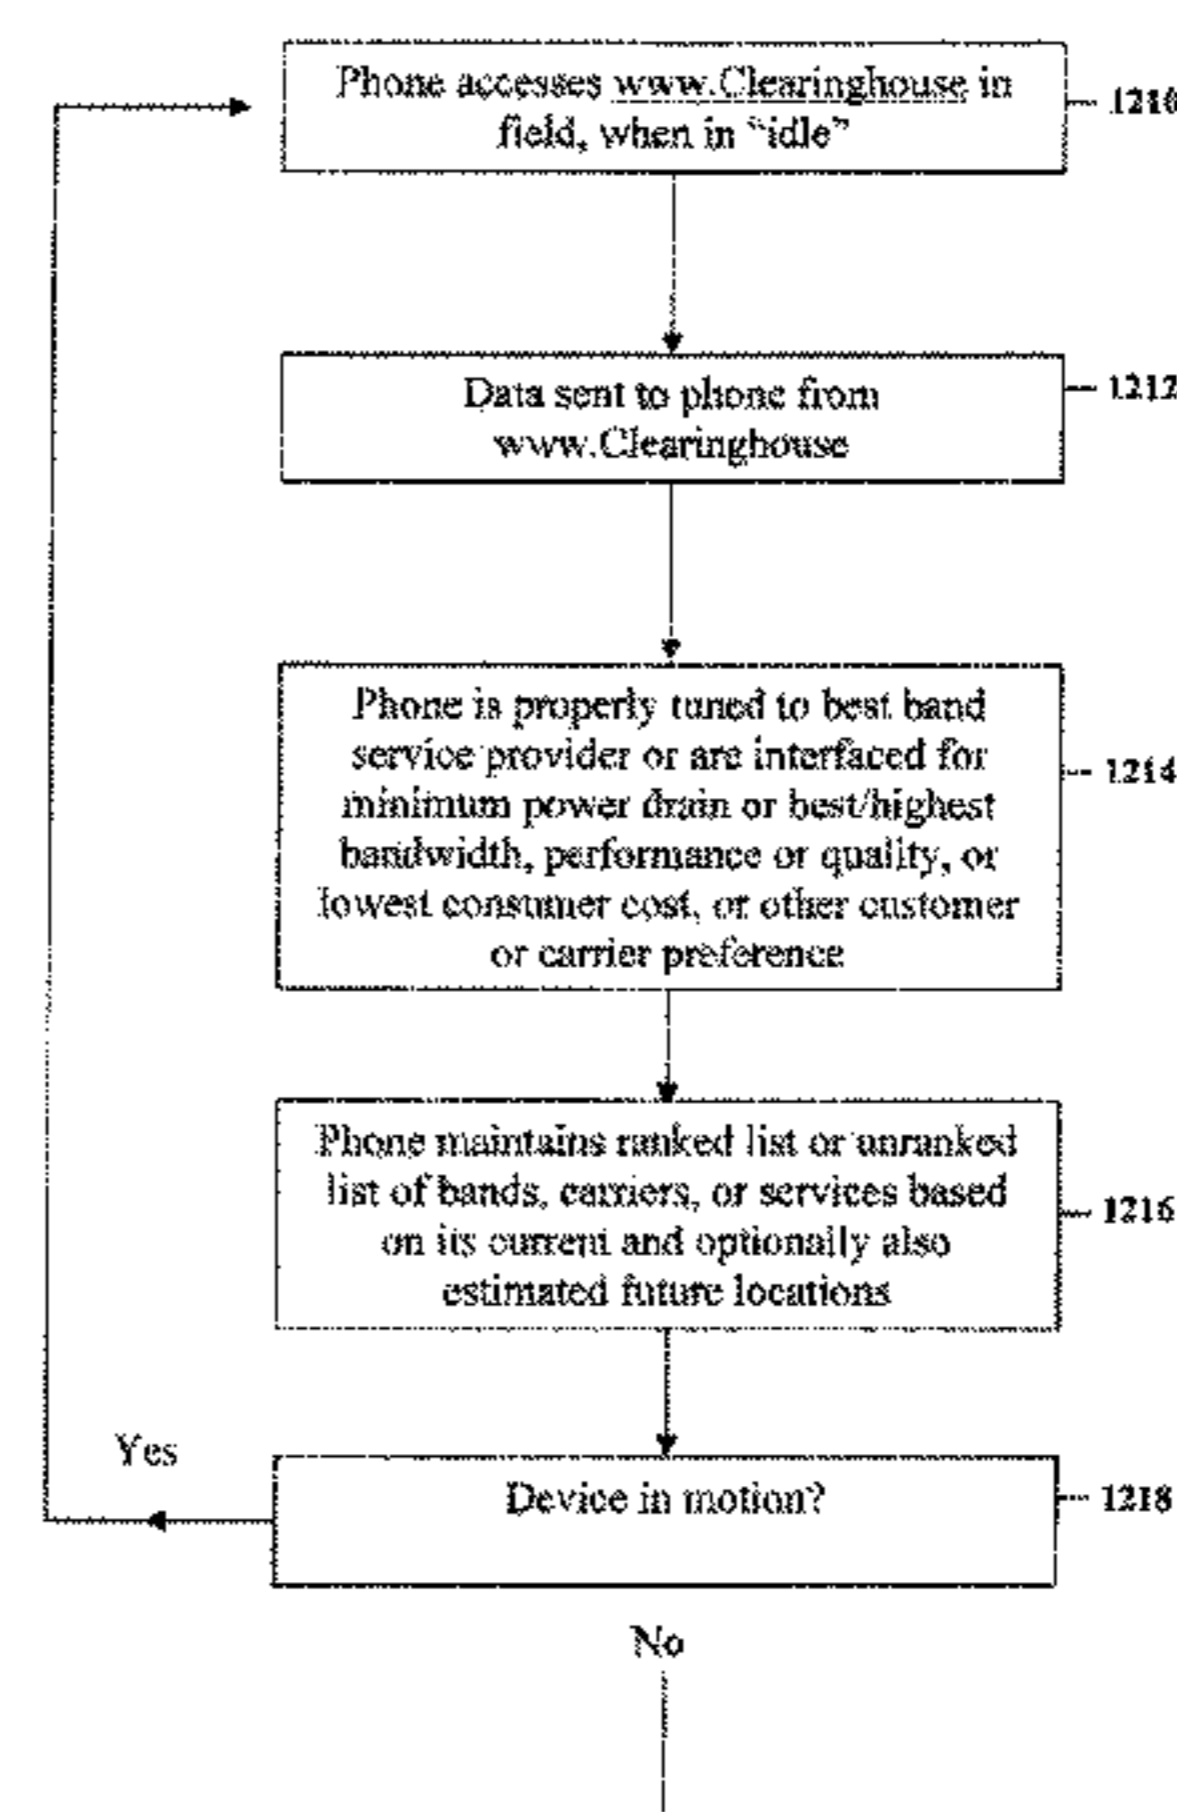 Phone accesses www.Clearinghouse in
field, when in “idle”
1210
Data sent to phone from
www.Clearinghouse
1212
Phone is properly tuned to best band
service provider or are interfaced for
minimum power drain or best/highest
bandwidth, performance or quality, or
lowest consumer cost, or other customer
or carrier preference
1214
Phone maintains ranked list or unranked
list of bands, carriers, or services based
on its current and optionally also
estimated future locations
1216
Yes
Device in motion?
1218
No